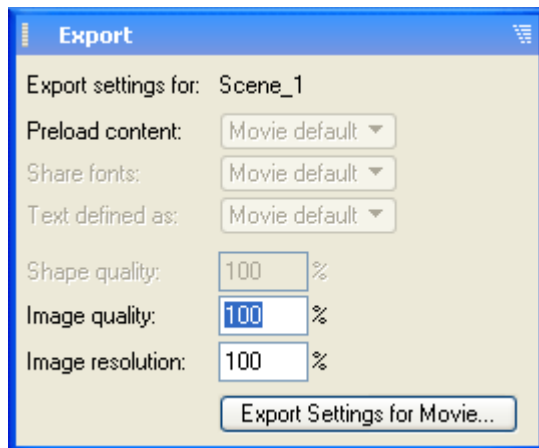 Export
Export settings for: Scene_1
Preload content: Movie default
Share fonts: Movie default
Text defined as: Movie default
Shape quality: 100 %
Image quality: 100 %
Image resolution: 100 %
Export Settings for Movie...